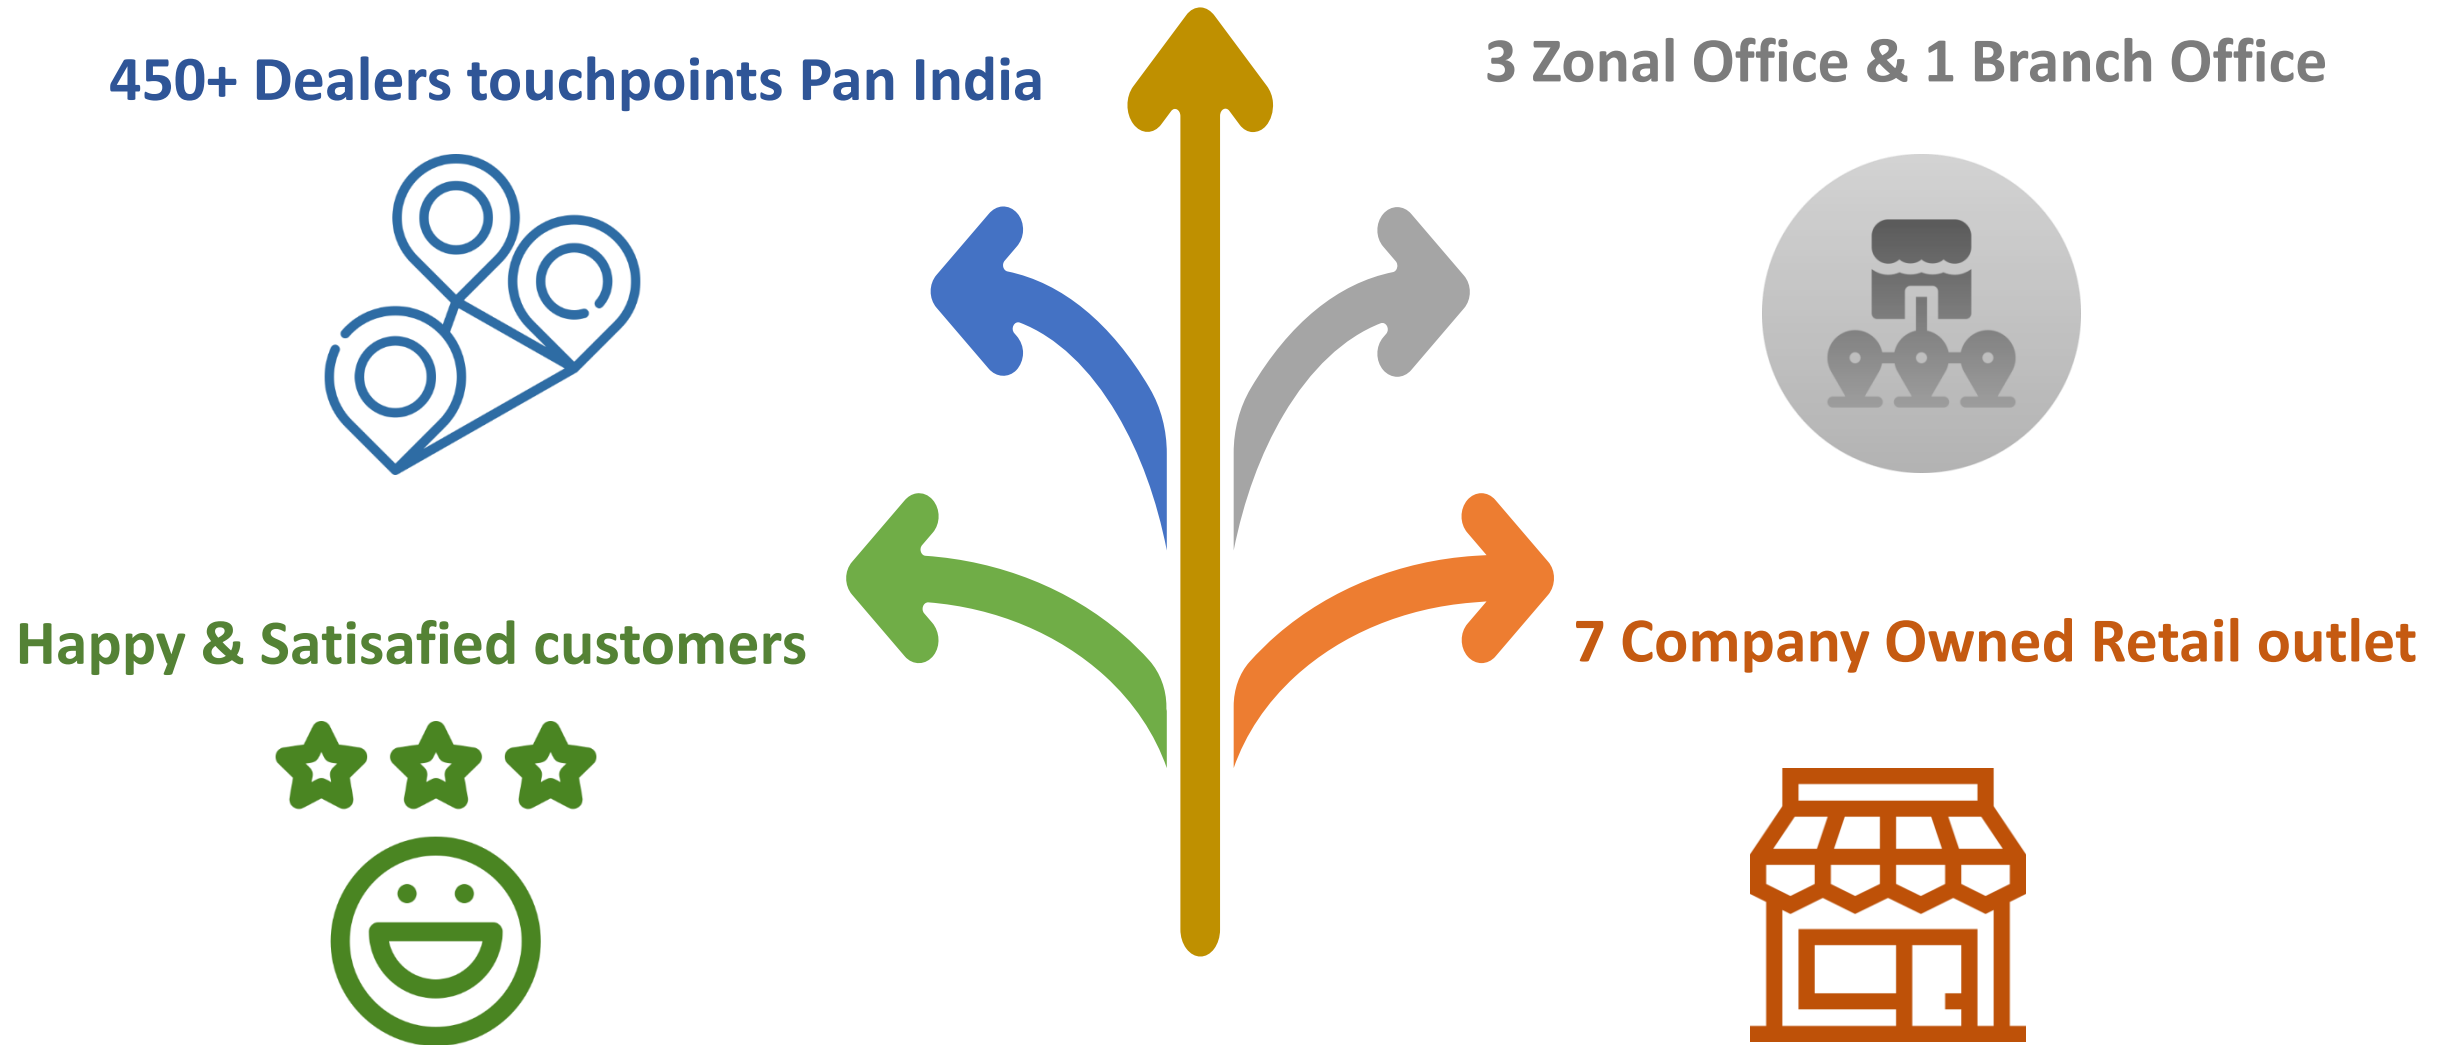 450+ Dealers touchpoints Pan India
3 Zonal Office & 1 Branch Office
Happy & Satisafied customers
7 Company Owned Retail outlet